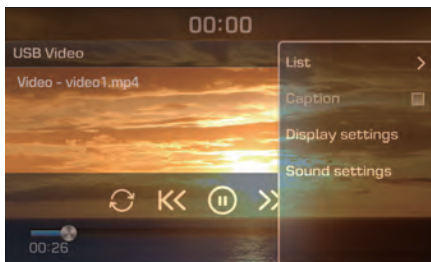 00:00
USB Video
Video - video1.mp4
List
Caption
Display settings
Sound settings
00:26